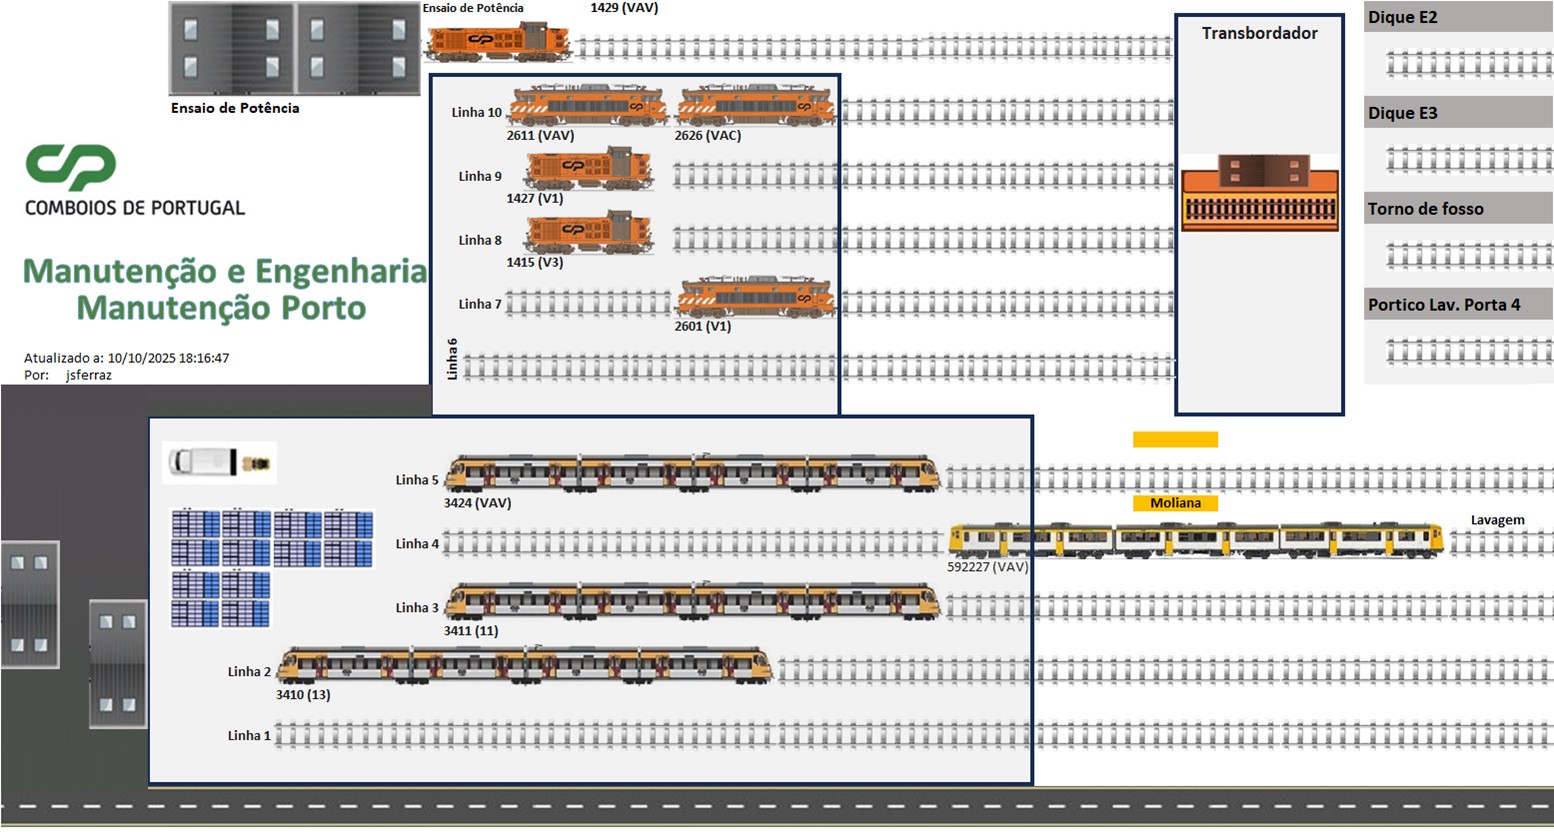 Ensaio de Potência
1429 (VAV)
Ensaio de Potência
Transbordador
Dique E2
Dique E3
Torno de fosso
Portico Lav. Porta 4
CP
COMBOIOS DE PORTUGAL
Manutenção e Engenharia
Manutenção Porto
Atualizado a: 10/10/2025 18:16:47
Por: jsferraz
Linha 10
2611 (VAV)
2626 (VAC)
Linha 9
1427 (V1)
Linha 8
1415 (V3)
Linha 7
2601 (V1)
Linha6
Linha 5
3424 (VAV)
Moliana
Lavagem
Linha 4
592227 (VAV)
Linha 3
3411 (11)
Linha 2
3410 (13)
Linha 1